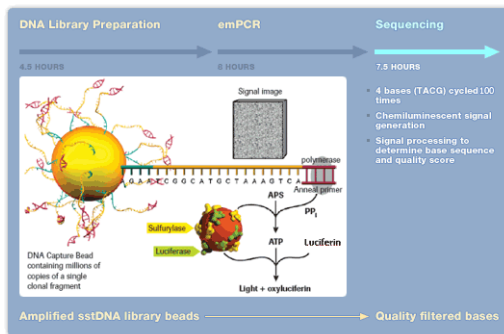 DNA Library Preparation
emPCR
Sequencing
4.5 HOURS
8 HOURS
7.5 HOURS
4 bases (TACG) cycled 100
times
Chemiluminescent signal
generation
Signal processing to
determine base sequence
and quality score
Signal image
polymerase
Anneal primer
APS
PPi
Sulfurylase
Luciferase
ATP
Luciferin
Light + oxyluciferin
DNA Capture Bead
containing millions of
copies of a single
clonal fragment
Amplified sstDNA library beads
Quality filtered bases